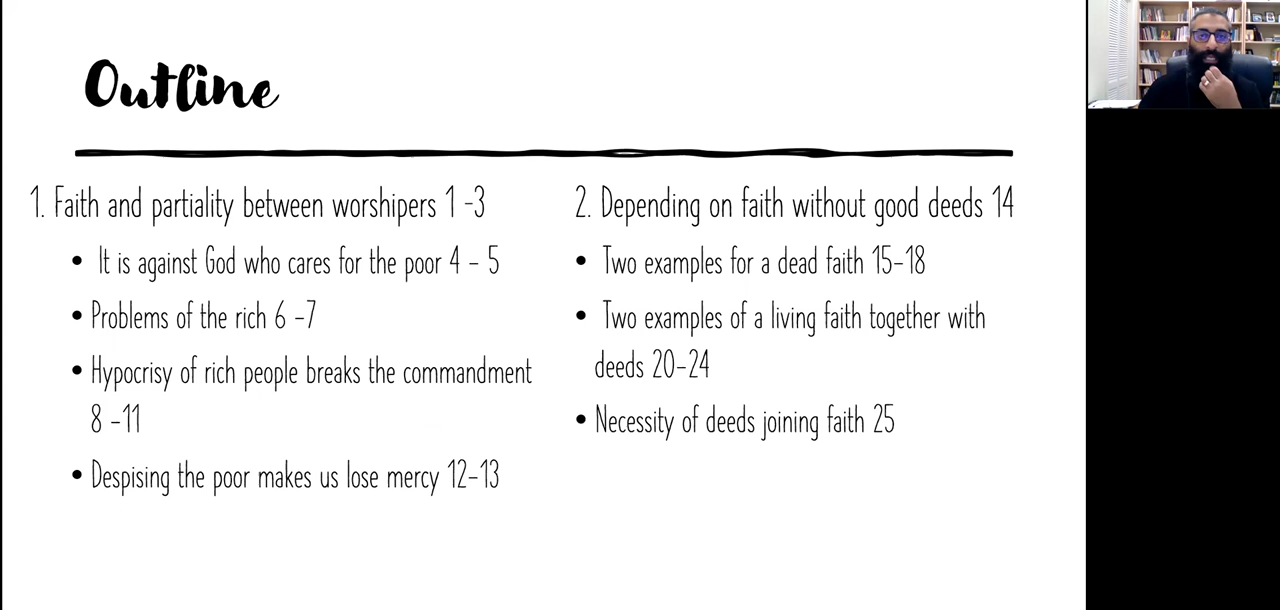 Outline
1. Faith and partiality between worshipers 1 -3
• It is against God who cares for the poor 4 - 5
• Problems of the rich 6 -7
• Hypocrisy of rich people breaks the commandment
8 -11
• Despising the poor makes us lose mercy 12-13
2. Depending on faith without good deeds 14
• Two examples for a dead faith 15-18
• Two examples of a living faith together with
deeds 20-24
• Necessity of deeds joining faith 25